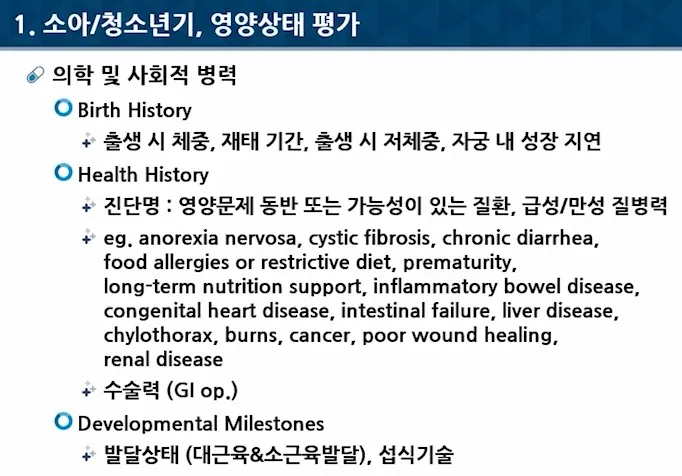 1. 소아/청소년기, 영양상태 평가
의학 및 사회적 병력
Birth History
출생 시 체중, 재태 기간, 출생 시 저체중, 자궁 내 성장 지연
Health History
진단명 : 영양문제 동반 또는 가능성이 있는 질환, 급성/만성 질병력
eg. anorexia nervosa, cystic fibrosis, chronic diarrhea,
food allergies or restrictive diet, prematurity,
long-term nutrition support, inflammatory bowel disease,
congenital heart disease, intestinal failure, liver disease,
chylothorax, burns, cancer, poor wound healing,
renal disease
수술력 (GI op.)
Developmental Milestones
발달상태 (대근육&소근육발달), 섭식기술